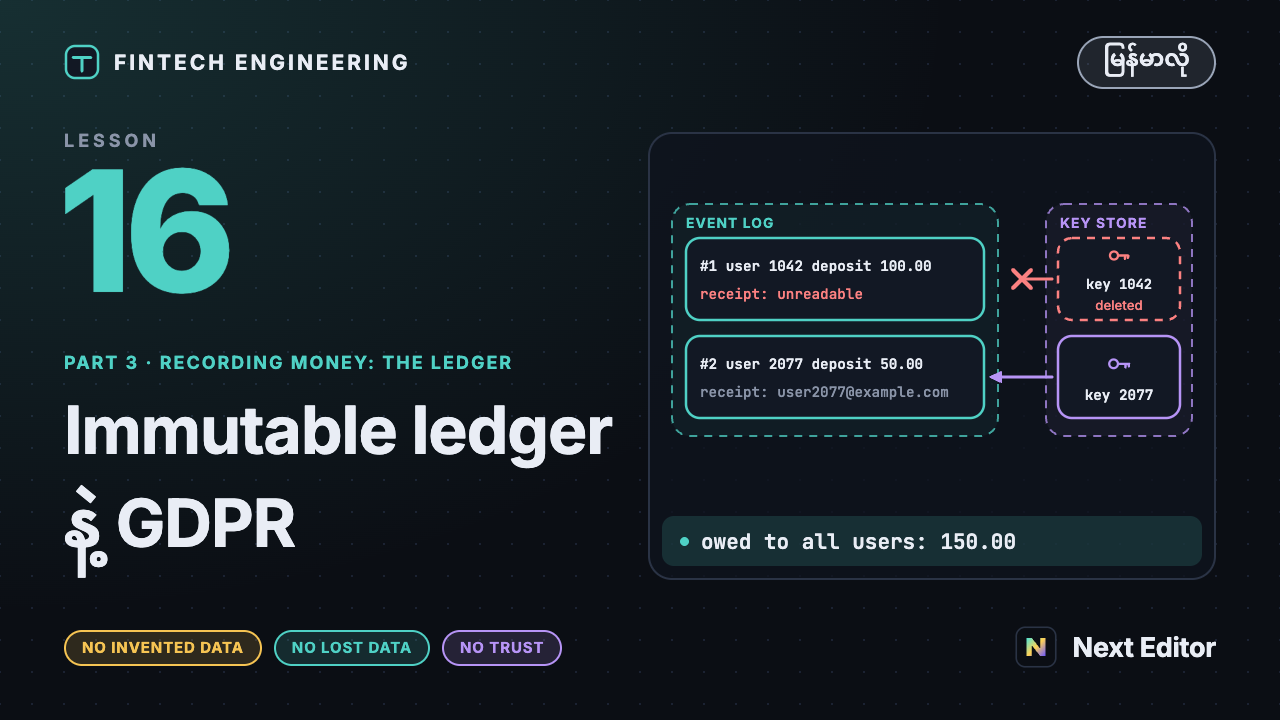 FINTECH ENGINEERING
မြန်မာလို
LESSON
16
PART 3 · RECORDING MONEY: THE LEDGER
Immutable ledger
နဲ့ GDPR
NO INVENTED DATA
NO LOST DATA
NO TRUST
EVENT LOG
#1 user 1042 deposit 100.00
receipt: unreadable
#2 user 2077 deposit 50.00
receipt: user2077@example.com
KEY STORE
key 1042
deleted
key 2077
owed to all users: 150.00
N Next Editor